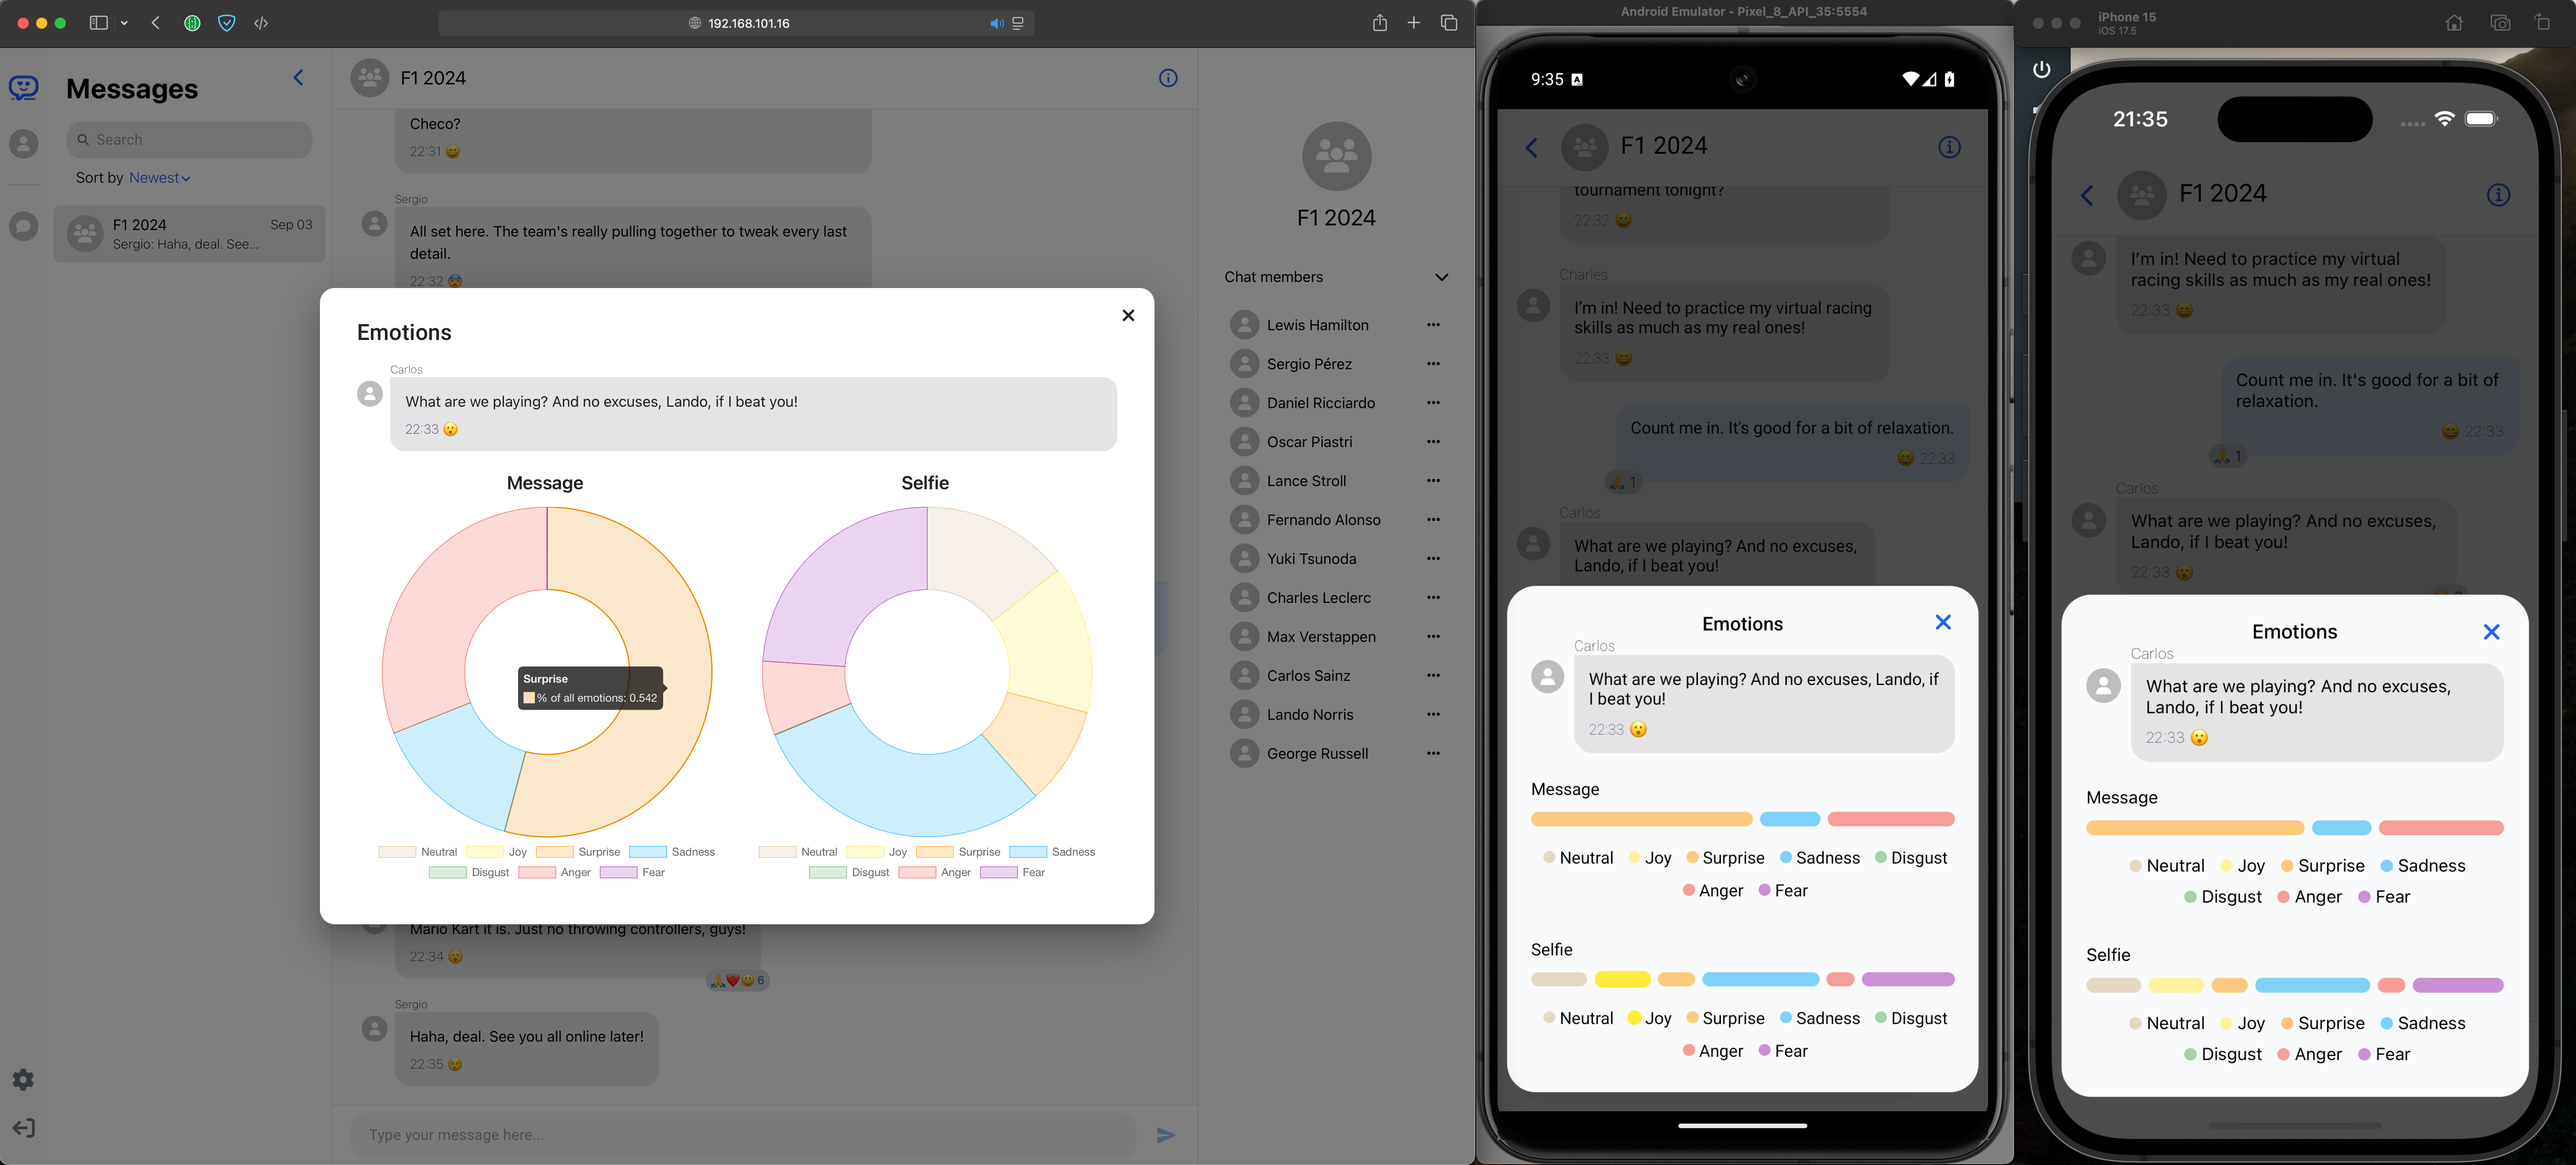 192.168.101.16
Messages
Search
Sort by Newest
F1 2024
Sep 03
Sergio: Haha, deal. See...
F1 2024
Checo?
22:31
Sergio
All set here. The team's really pulling together to tweak every last
detail.
22:32
Emotions
Carlos
What are we playing? And no excuses, Lando, if I beat you!
22:33
Message
Selfie
Surprise
% of all emotions: 0.542
Neutral Joy Surprise Sadness
Disgust Anger Fear
Neutral Joy Surprise Sadness
Disgust Anger Fear
Mario Kart it is. Just no throwing controllers, guys!
22:34
6
Sergio
Haha, deal. See you all online later!
22:35
Type your message here...
F1 2024
Chat members
Lewis Hamilton
Sergio Pérez
Daniel Ricciardo
Oscar Piastri
Lance Stroll
Fernando Alonso
Yuki Tsunoda
Charles Leclerc
Max Verstappen
Carlos Sainz
Lando Norris
George Russell
Android Emulator - Pixel_8_API_35:5554
9:35
F1 2024
tournament tonight?
22:32
Charles
I'm in! Need to practice my virtual racing
skills as much as my real ones!
22:33
Count me in. It's good for a bit of relaxation.
22:33
1
Carlos
What are we playing? And no excuses,
Lando, if I beat you!
Emotions
Carlos
What are we playing? And no excuses, Lando, if
I beat you!
22:33
Message
Neutral Joy Surprise Sadness Disgust
Anger Fear
Selfie
Neutral Joy Surprise Sadness Disgust
Anger Fear
iPhone 15
iOS 17.5
21:35
F1 2024
I'm in! Need to practice my virtual
racing skills as much as my real ones!
22:33
Count me in. It's good for a bit of
relaxation.
22:33
1
Carlos
What are we playing? And no excuses,
Lando, if I beat you!
22:33
Emotions
Carlos
What are we playing? And no excuses,
Lando, if I beat you!
22:33
Message
Neutral Joy Surprise Sadness
Disgust Anger Fear
Selfie
Neutral Joy Surprise Sadness
Disgust Anger Fear